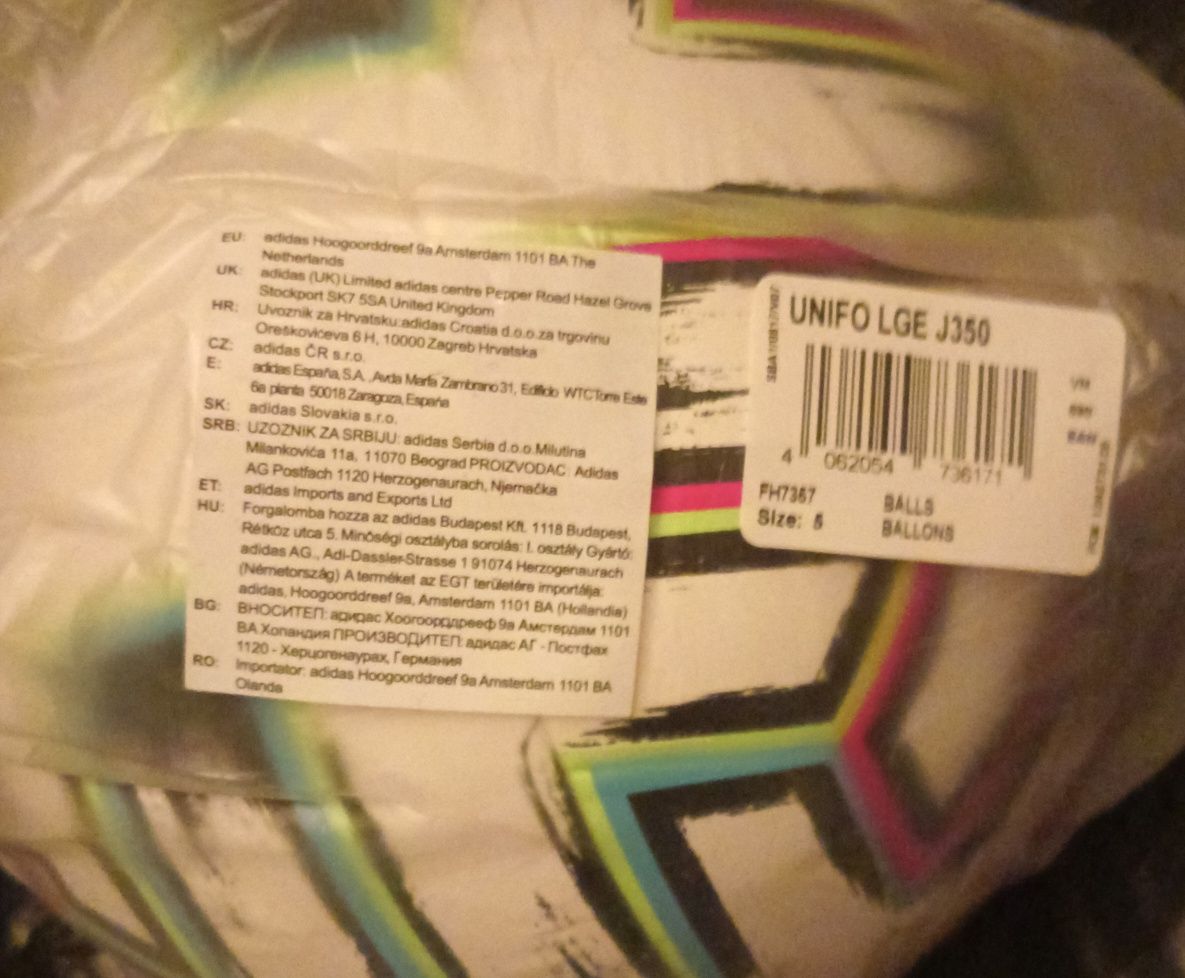 EU: adidas Hoogoorddreef 9a Amsterdam 1101 BA The
Netherlands
UK: adidas (UK) Limited adidas centre Pepper Road Hazel Grove
Stockport SK7 5SA United Kingdom
HR: Uvoznik za Hrvatsku:adidas Croatia d.o.o.za trgovinu
Oreškovićeva 6 H, 10000 Zagreb Hrvatska
CZ: adidas ČR s.r.o.
E: adidas España, S.A. ,Avda María Zambrano 31, Edificio WTCTorre Este
6a planta 50018 Zaragoza, España
SK: adidas Slovakia s.r.o.
SRB: UZOZNIK ZA SRBIJU: adidas Serbia d.o.o.Milutina
Milankovića 11a, 11070 Beograd PROIZVODAC: Adidas
AG Postfach 1120 Herzogenaurach, Njemačka
ET: adidas Imports and Exports Ltd
HU: Forgalomba hozza az adidas Budapest Kft. 1118 Budapest,
Rétköz utca 5. Minőségi osztályba sorolás: I. osztály Gyártó:
adidas AG., Adi-Dassler-Strasse 1 91074 Herzogenaurach
(Németország) A terméket az EGT területére importálja:
adidas, Hoogoorddreef 9a, Amsterdam 1101 BA (Hollandia)
BG: ВНОСИТЕЛ: адидас Хоогоорддрееф 9а Амстердам 1101
ВА Холандия ПРОИЗВОДИТЕЛ: адидас АГ - Постфах
1120 - Херцогенаурах, Германия
RO: Importator: adidas Hoogoorddreef 9a Amsterdam 1101 BA
Olanda
UNIFO LGE J350
4 062054 736171
FH7367 BALLS
Size: 5 BALLONS